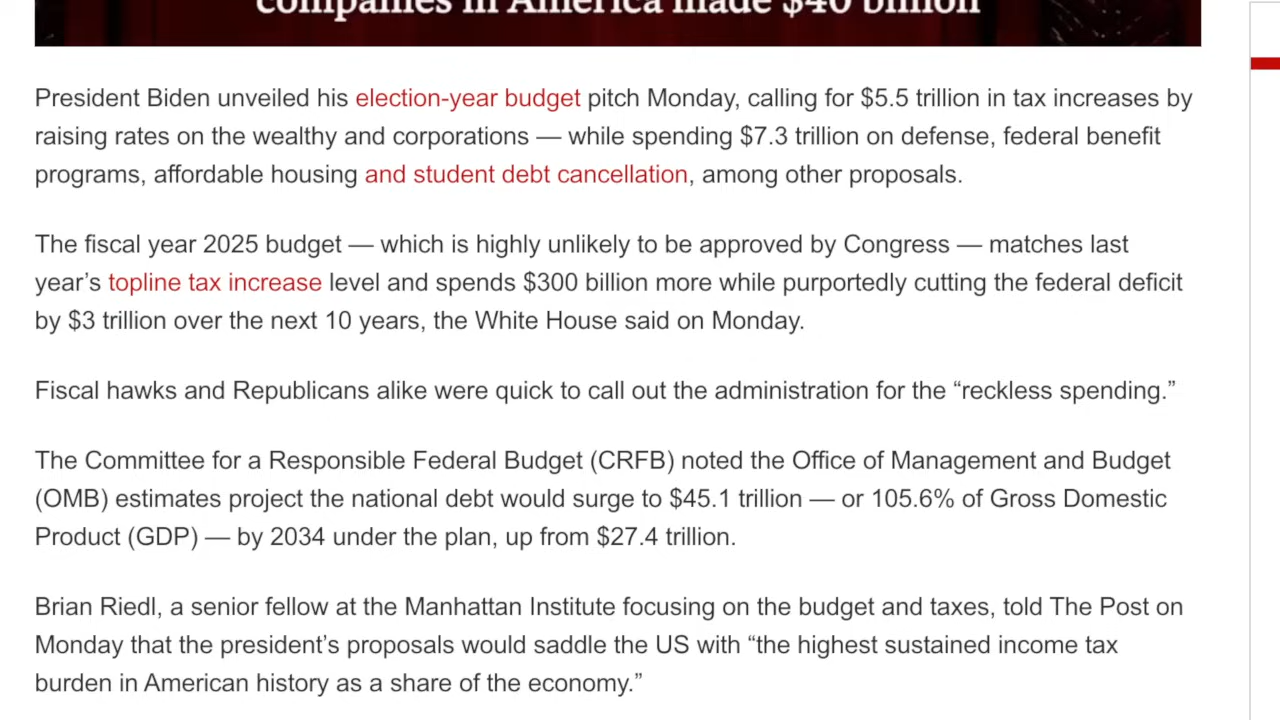 companies in America made $40 billion
President Biden unveiled his election-year budget pitch Monday, calling for $5.5 trillion in tax increases by
raising rates on the wealthy and corporations — while spending $7.3 trillion on defense, federal benefit
programs, affordable housing and student debt cancellation, among other proposals.
The fiscal year 2025 budget — which is highly unlikely to be approved by Congress — matches last
year’s topline tax increase level and spends $300 billion more while purportedly cutting the federal deficit
by $3 trillion over the next 10 years, the White House said on Monday.
Fiscal hawks and Republicans alike were quick to call out the administration for the “reckless spending.”
The Committee for a Responsible Federal Budget (CRFB) noted the Office of Management and Budget
(OMB) estimates project the national debt would surge to $45.1 trillion — or 105.6% of Gross Domestic
Product (GDP) — by 2034 under the plan, up from $27.4 trillion.
Brian Riedl, a senior fellow at the Manhattan Institute focusing on the budget and taxes, told The Post on
Monday that the president’s proposals would saddle the US with “the highest sustained income tax
burden in American history as a share of the economy.”